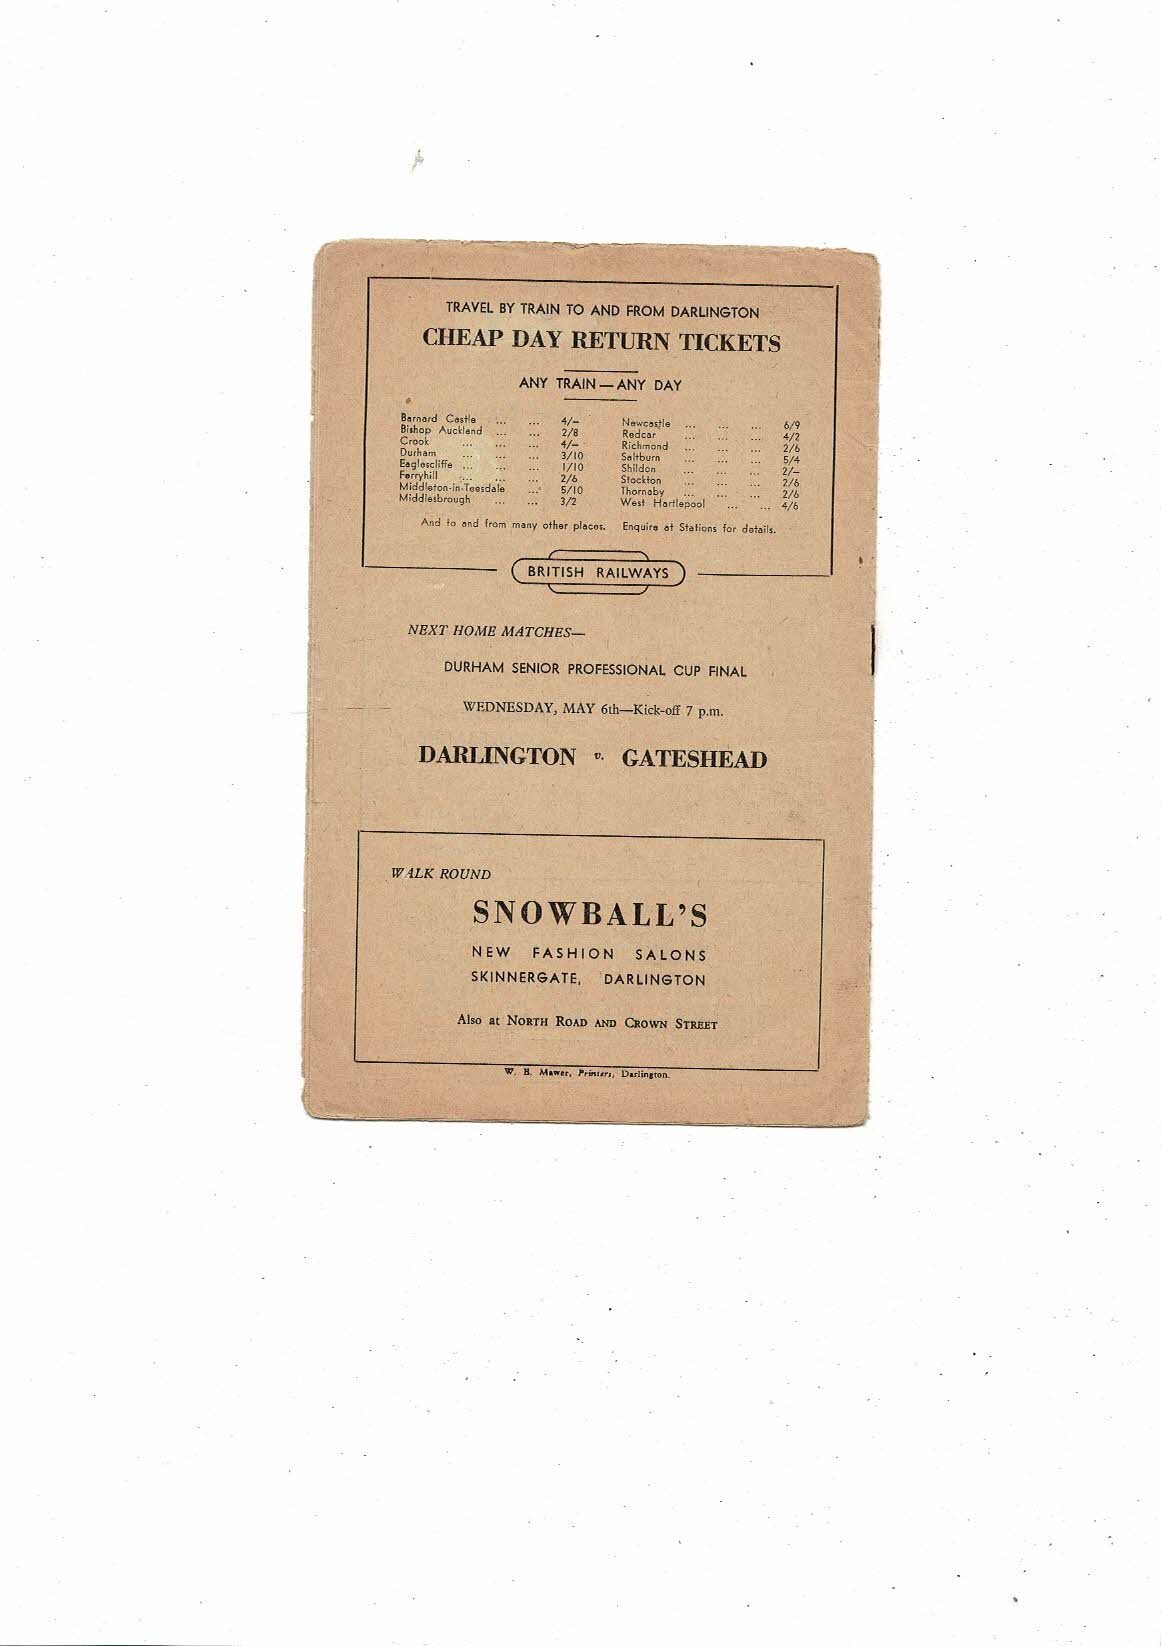 TRAVEL BY TRAIN TO AND FROM DARLINGTON
CHEAP DAY RETURN TICKETS
ANY TRAIN — ANY DAY
Barnard Castle ... ... 4/–
Bishop Auckland ... ... 2/8
Crook ... ... ... 4/–
Durham ... ... ... 3/10
Eaglescliffe ... ... ... 1/10
Ferryhill ... ... ... 2/6
Middleton-in-Teesdale ... 5/10
Middlesbrough ... ... 3/2
Newcastle ... ... ... 6/9
Redcar ... ... ... 4/2
Richmond ... ... ... 2/6
Saltburn ... ... ... 5/4
Shildon ... ... ... 2/–
Stockton ... ... ... 2/6
Thornaby ... ... ... 2/6
West Hartlepool ... ... 4/6
And to and from many other places. Enquire at Stations for details.
BRITISH RAILWAYS
NEXT HOME MATCHES—
DURHAM SENIOR PROFESSIONAL CUP FINAL
WEDNESDAY, MAY 6th—Kick-off 7 p.m.
DARLINGTON v. GATESHEAD
WALK ROUND
SNOWBALL'S
NEW FASHION SALONS
SKINNERGATE, DARLINGTON
Also at NORTH ROAD AND CROWN STREET
W. H. Mawer, Printers, Darlington.